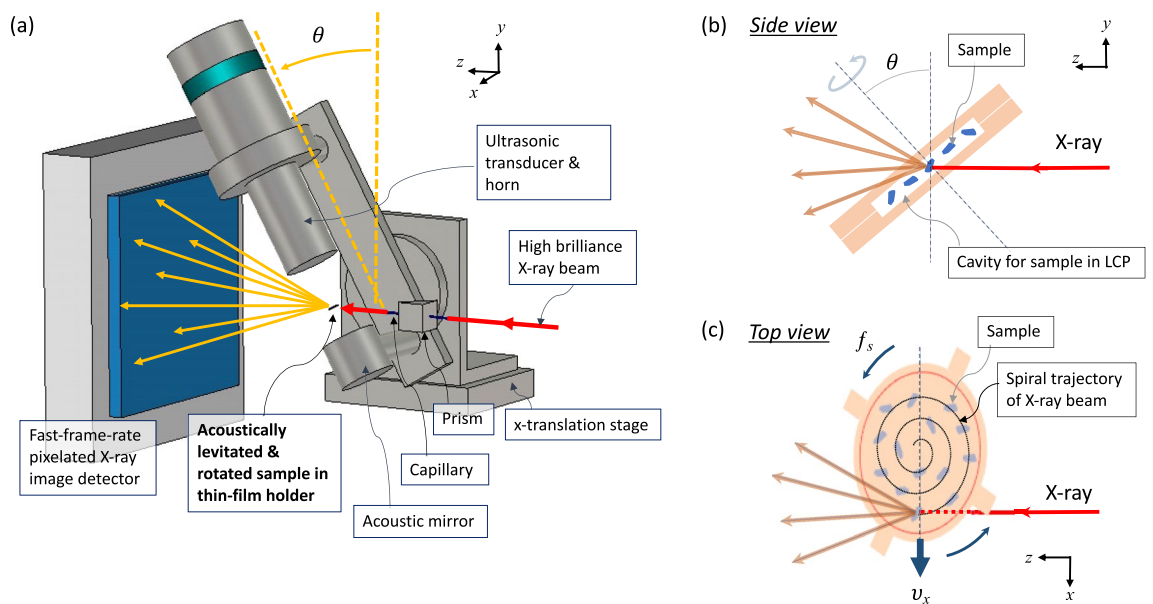 (a)
θ
y
z
x
Ultrasonic
transducer &
horn
High brilliance
X-ray beam
Fast-frame-rate
pixelated X-ray
image detector
Acoustically
levitated &
rotated sample in
thin-film holder
Prism
x-translation stage
Capillary
Acoustic mirror
(b) Side view
θ
Sample
y
z
X-ray
Cavity for sample in LCP
(c) Top view
f_s
Sample
Spiral trajectory
of X-ray beam
X-ray
z
x
υ_x